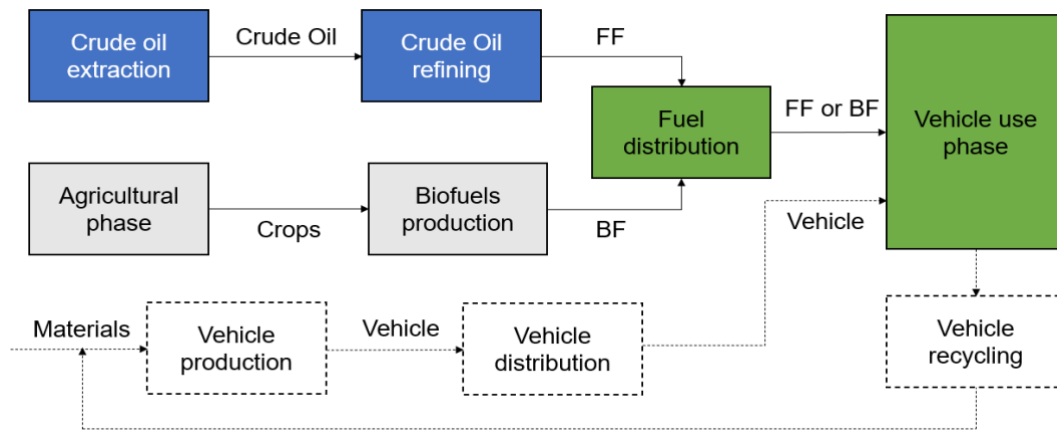 Crude oil
extraction
Crude Oil
Crude Oil
refining
FF
Fuel
distribution
FF or BF
Vehicle use
phase
Agricultural
phase
Crops
Biofuels
production
BF
Vehicle
Materials
Vehicle
production
Vehicle
Vehicle
distribution
Vehicle
recycling